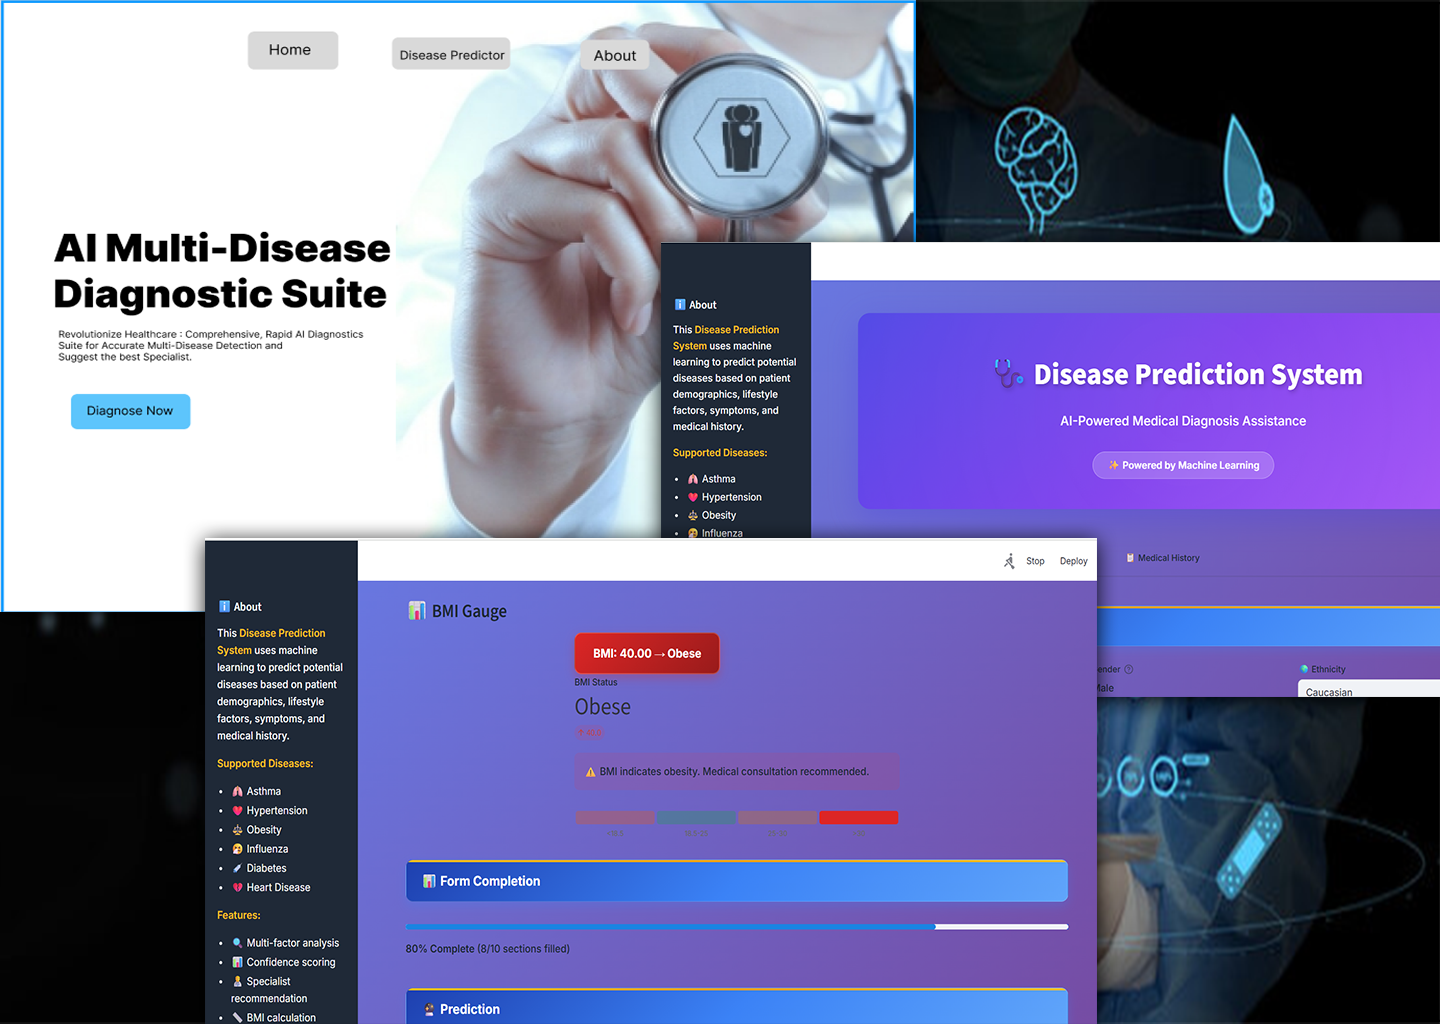 Home
Disease Predictor
About
AI Multi-Disease
Diagnostic Suite
Revolutionize Healthcare : Comprehensive, Rapid AI Diagnostics
Suite for Accurate Multi-Disease Detection and
Suggest the best Specialist.
Diagnose Now
About
This Disease Prediction
System uses machine
learning to predict potential
diseases based on patient
demographics, lifestyle
factors, symptoms, and
medical history.
Supported Diseases:
Asthma
Hypertension
Obesity
Influenza
Disease Prediction System
AI-Powered Medical Diagnosis Assistance
Powered by Machine Learning
Medical History
Ethnicity
Caucasian
About
This Disease Prediction
System uses machine
learning to predict potential
diseases based on patient
demographics, lifestyle
factors, symptoms, and
medical history.
Supported Diseases:
Asthma
Hypertension
Obesity
Influenza
Diabetes
Heart Disease
Features:
Multi-factor analysis
Confidence scoring
Specialist
recommendation
BMI calculation
Stop Deploy
BMI Gauge
BMI: 40.00 → Obese
BMI Status
Obese
BMI indicates obesity. Medical consultation recommended.
Form Completion
80% Complete (8/10 sections filled)
Prediction